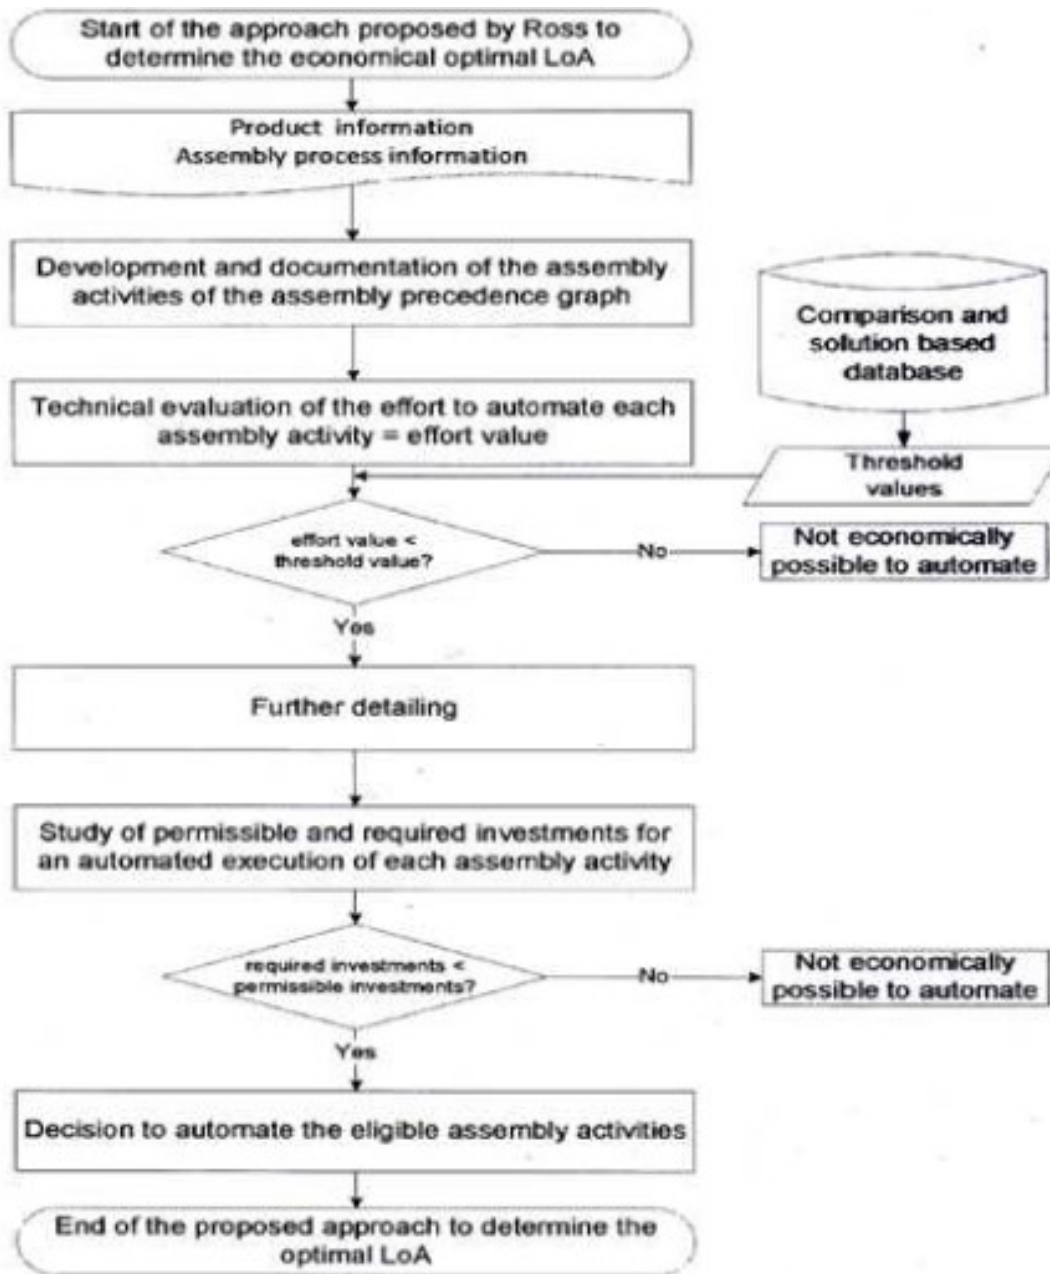 Start of the approach proposed by Ross to
determine the economical optimal LoA
Product information
Assembly process information
Development and documentation of the assembly
activities of the assembly precedence graph
Comparison and
solution based
database
Technical evaluation of the effort to automate each
assembly activity = effort value
Threshold
values
effort value <
threshold value?
No
Not economically
possible to automate
Yes
Further detailing
Study of permissible and required investments for
an automated execution of each assembly activity
required investments <
permissible investments?
No
Not economically
possible to automate
Yes
Decision to automate the eligible assembly activities
End of the proposed approach to determine the
optimal LoA